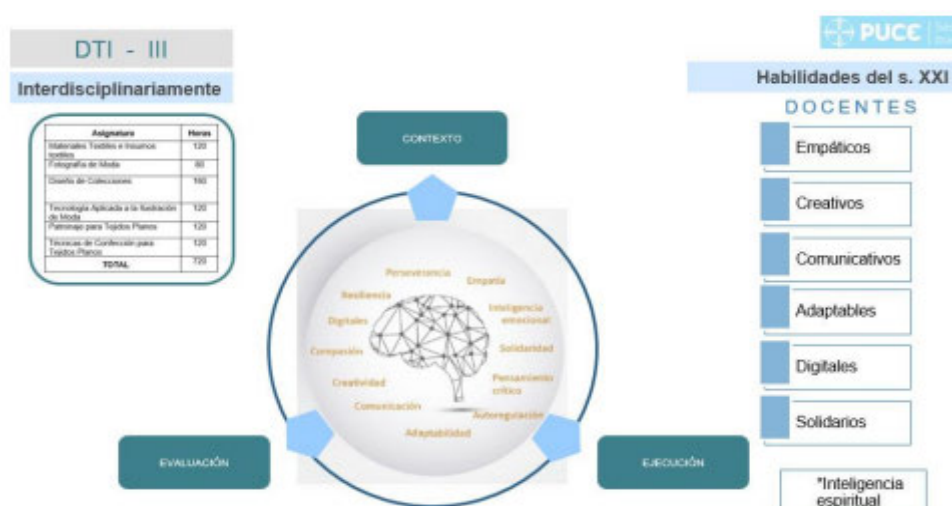 DTI - III
Interdisciplinariamente
Asignatura Horas
Materiales Textiles e Insumos
textiles 120
Fotografía de Moda
Diseño de Colecciones 160
Tecnología Aplicada a la Ilustración
de Moda 120
Patronaje para Tejidos Planos 120
Técnicas de Confección para
Tejidos Planos 120
TOTAL 720
CONTEXTO
Perseverancia
Empatía
Resiliencia
Inteligencia
emocional
Digitales
Solidaridad
Compasión
Pensamiento
crítico
Creatividad
Comunicación
Autoregulación
Adaptabilidad
EVALUACIÓN
EJECUCIÓN
PUCE
Habilidades del s. XXI
DOCENTES
Empáticos
Creativos
Comunicativos
Adaptables
Digitales
Solidarios
*Inteligencia
espiritual